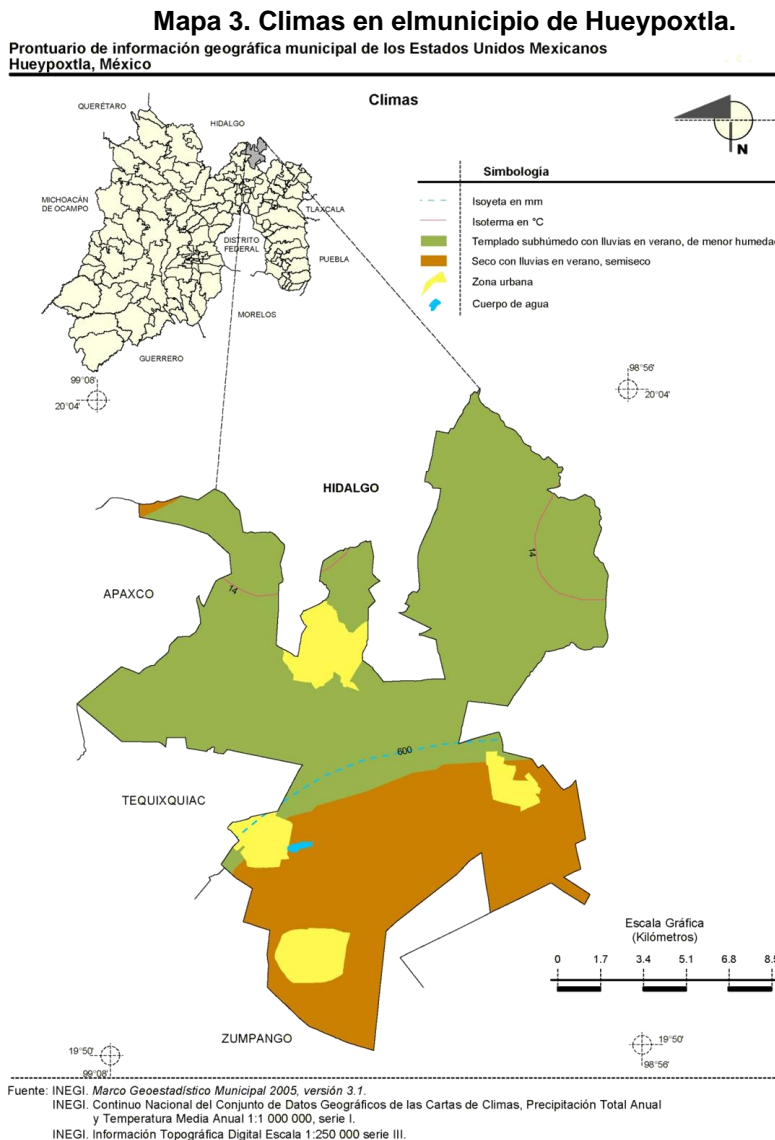 Mapa 3. Climas en elmunicipio de Hueypoxtla.
Prontuario de información geográfica municipal de los Estados Unidos Mexicanos
Hueypoxtla, México
Climas
QUERÉTARO
HIDALGO
MICHOACÁN
DE OCAMPO
TLAXCALA
DISTRITO
FEDERAL
PUEBLA
MORELOS
GUERRERO
N
Simbología
Isoyeta en mm
Isoterma en °C
Templado subhúmedo con lluvias en verano, de menor humedad
Seco con lluvias en verano, semiseco
Zona urbana
Cuerpo de agua
99°08'
20°04'
98°56'
20°04'
HIDALGO
14
14
APAXCO
600
TEQUIXQUIAC
Escala Gráfica
(Kilómetros)
0 1.7 3.4 5.1 6.8 8.5
ZUMPANGO
19°50'
99°08'
19°50'
98°56'
Fuente: INEGI. Marco Geoestadístico Municipal 2005, versión 3.1.
INEGI. Continuo Nacional del Conjunto de Datos Geográficos de las Cartas de Climas, Precipitación Total Anual
y Temperatura Media Anual 1:1 000 000, serie I.
INEGI. Información Topográfica Digital Escala 1:250 000 serie III.